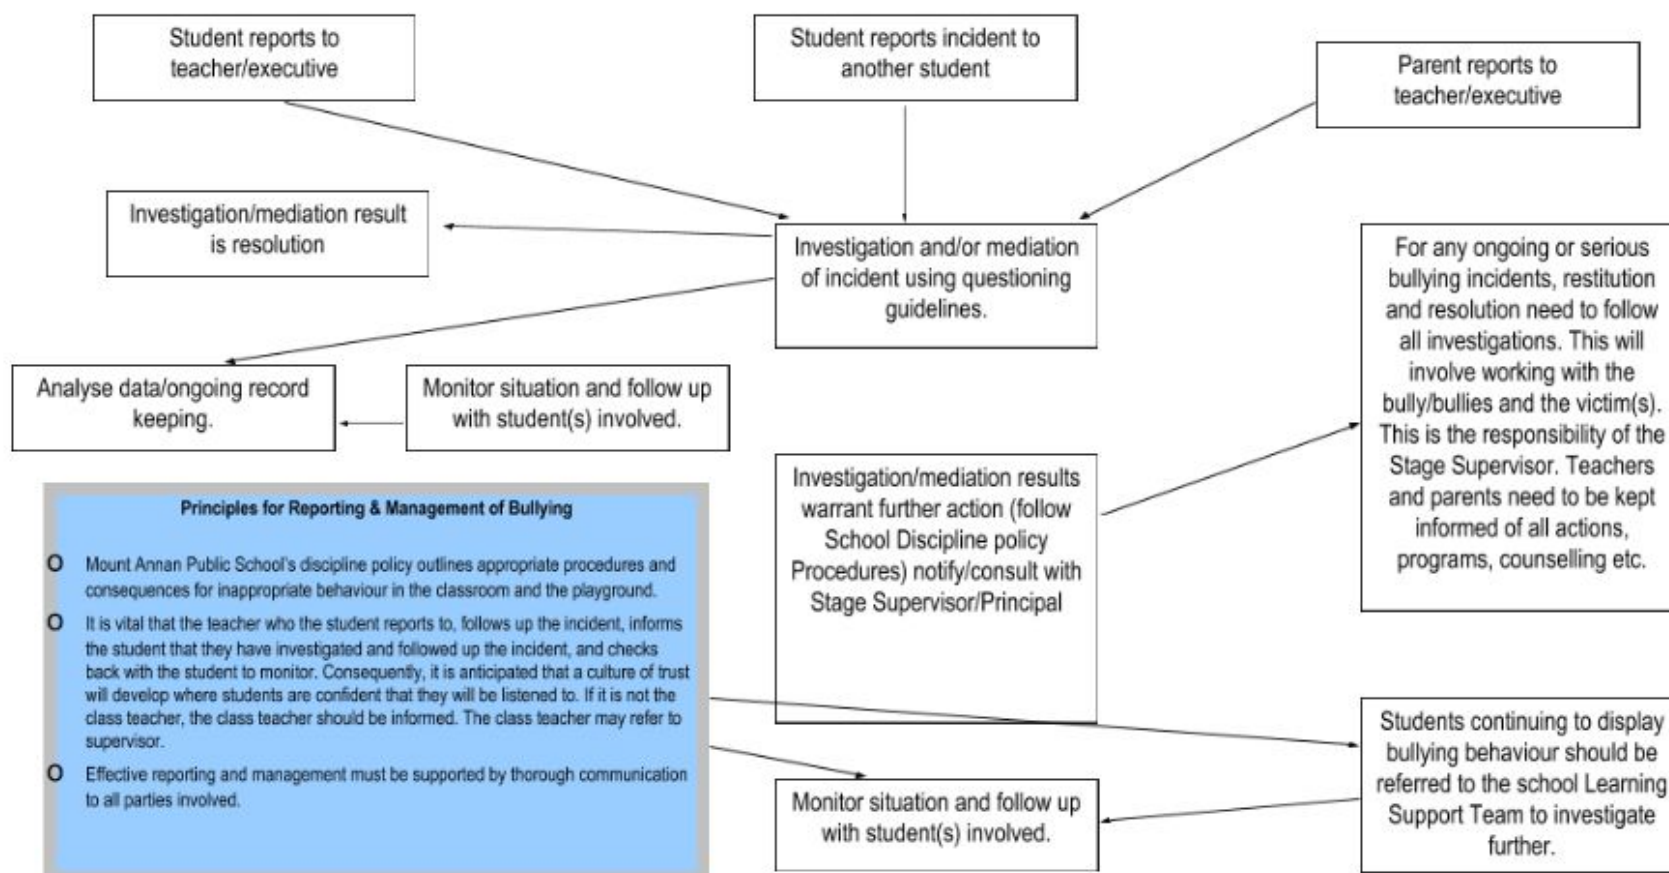 Student reports to
teacher/executive
Student reports incident to
another student
Parent reports to
teacher/executive
Investigation/mediation result
is resolution
Investigation and/or mediation
of incident using questioning
guidelines.
For any ongoing or serious
bullying incidents, restitution
and resolution need to follow
all investigations. This will
involve working with the
bully/bullies and the victim(s).
This is the responsibility of the
Stage Supervisor. Teachers
and parents need to be kept
informed of all actions,
programs, counselling etc.
Analyse data/ongoing record
keeping.
Monitor situation and follow up
with student(s) involved.
Investigation/mediation results
warrant further action (follow
School Discipline policy
Procedures) notify/consult with
Stage Supervisor/Principal
Principles for Reporting & Management of Bullying
O Mount Annan Public School's discipline policy outlines appropriate procedures and
consequences for inappropriate behaviour in the classroom and the playground.
O It is vital that the teacher who the student reports to, follows up the incident, informs
the student that they have investigated and followed up the incident, and checks
back with the student to monitor. Consequently, it is anticipated that a culture of trust
will develop where students are confident that they will be listened to. If it is not the
class teacher, the class teacher should be informed. The class teacher may refer to
supervisor.
O Effective reporting and management must be supported by thorough communication
to all parties involved.
Students continuing to display
bullying behaviour should be
referred to the school Learning
Support Team to investigate
further.
Monitor situation and follow up
with student(s) involved.